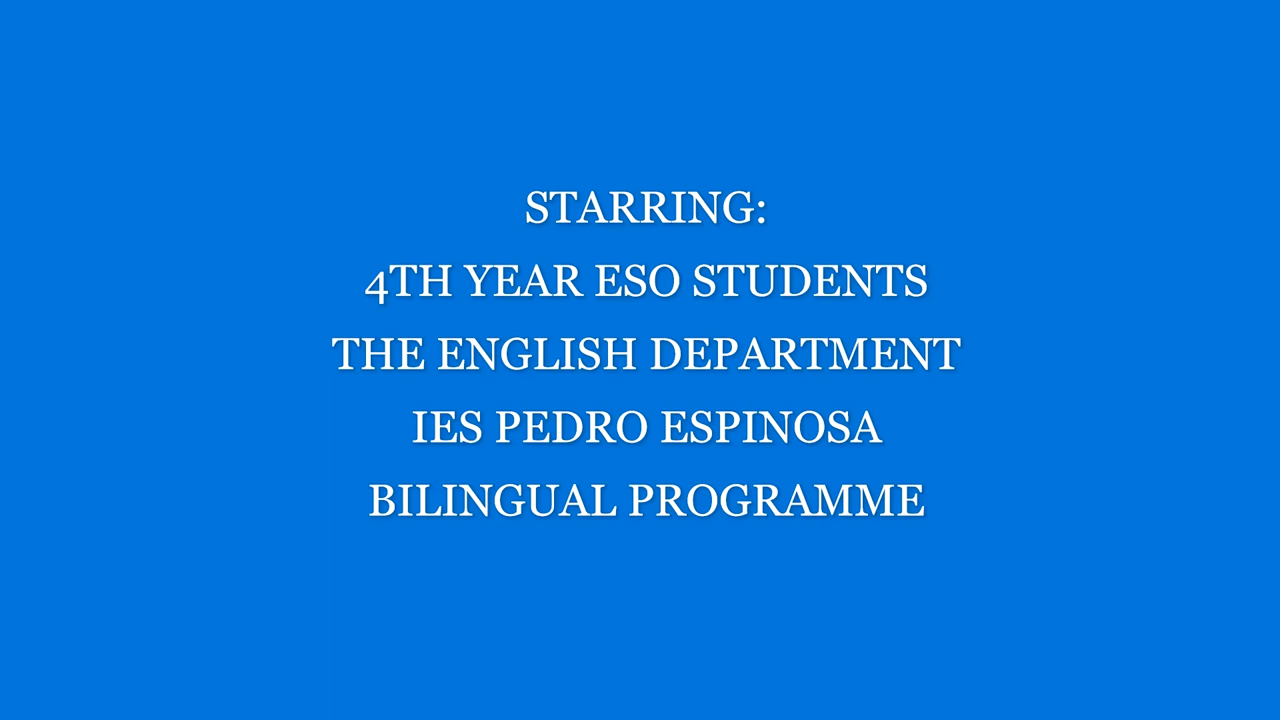 STARRING:
4TH YEAR ESO STUDENTS
THE ENGLISH DEPARTMENT
IES PEDRO ESPINOSA
BILINGUAL PROGRAMME